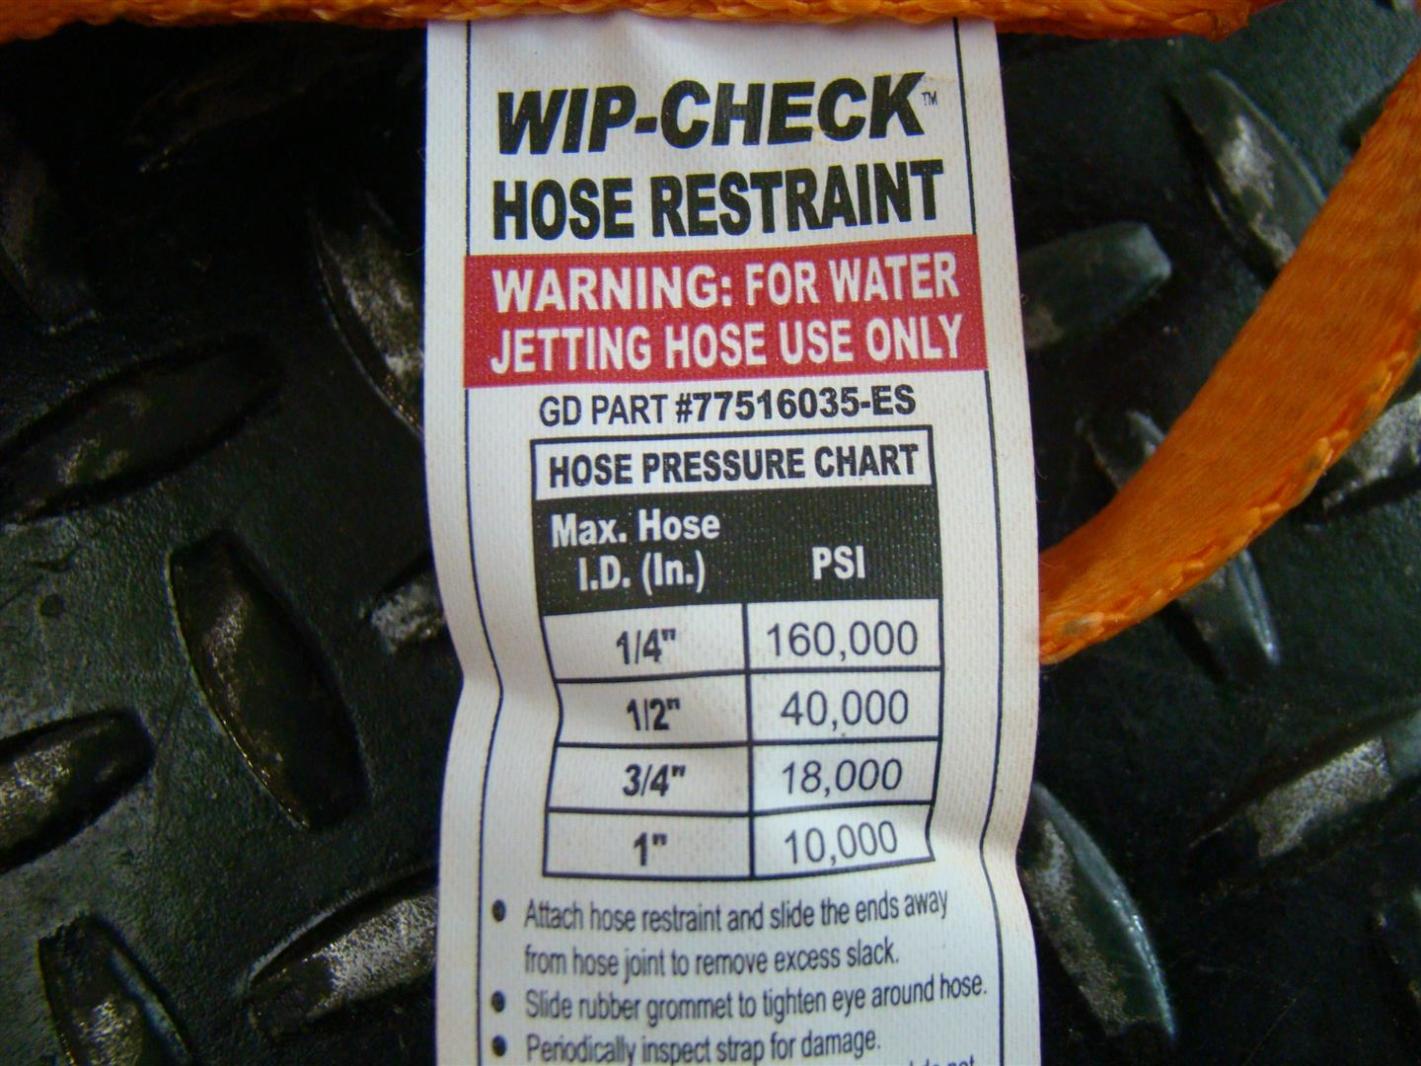 WIP-CHECK™
HOSE RESTRAINT
WARNING: FOR WATER
JETTING HOSE USE ONLY
GD PART #77516035-ES
HOSE PRESSURE CHART
Max. Hose
I.D. (In.) PSI
1/4" 160,000
1/2" 40,000
3/4" 18,000
1" 10,000
• Attach hose restraint and slide the ends away
from hose joint to remove excess slack.
• Slide rubber grommet to tighten eye around hose.
• Periodically inspect strap for damage.
not